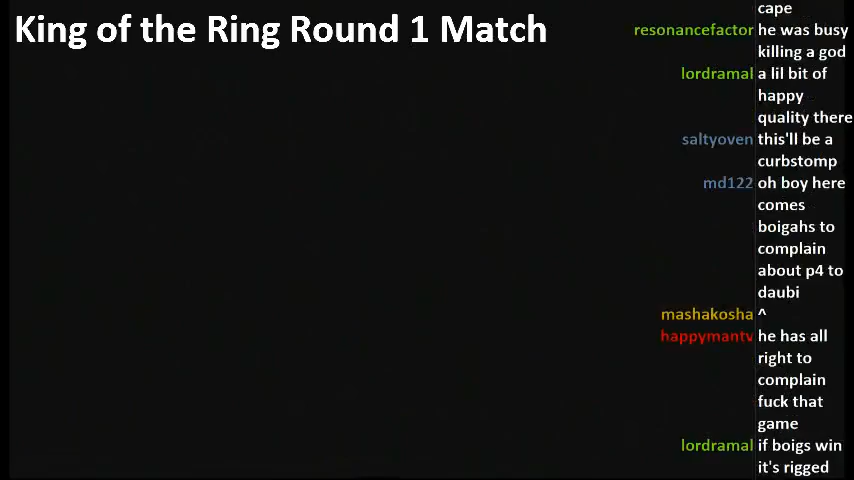 King of the Ring Round 1 Match
cape
resonancefactor he was busy
killing a god
lordramal a lil bit of
happy
quality there
saltyoven this'll be a
curbstomp
md122 oh boy here
comes
boigahs to
complain
about p4 to
daubi
mashakosha ^
happymantv he has all
right to
complain
fuck that
game
lordramal if boigs win
it's rigged